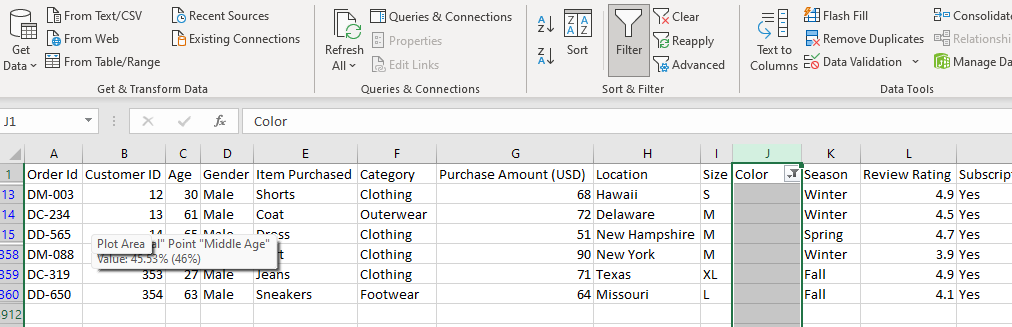 From Text/CSV Recent Sources Queries & Connections Clear Flash Fill Consolidat
From Web Existing Connections Properties Reapply Remove Duplicates Relationshi
From Table/Range Edit Links Advanced Data Validation Manage Da
Get Data Refresh All Sort Filter Text to Columns
Get & Transform Data Queries & Connections Sort & Filter Data Tools
J1 fx Color
A B C D E F G H I J K L
1 Order Id Customer ID Age Gender Item Purchased Category Purchase Amount (USD) Location Size Color Season Review Rating Subscript
13 DM-003 12 30 Male Shorts Clothing 68 Hawaii S Winter 4.9 Yes
14 DC-234 13 61 Male Coat Outerwear 72 Delaware M Winter 4.5 Yes
15 DD-565 14 65 Male Dress Clothing 51 New Hampshire M Spring 4.7 Yes
Plot Area al" Point "Middle Age"
Value: 45.53% (46%)
358 DM-088 Clothing 90 New York M Winter 3.9 Yes
359 DC-319 353 27 Male Jeans Clothing 71 Texas XL Fall 4.9 Yes
360 DD-650 354 63 Male Sneakers Footwear 64 Missouri L Fall 4.1 Yes
912